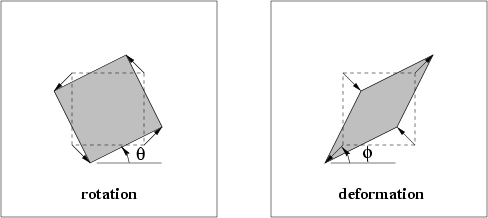 θ
ϕ
rotation
deformation